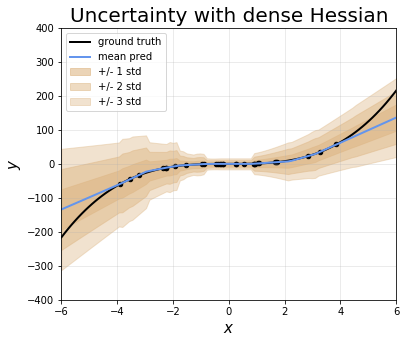 Uncertainty with dense Hessian
ground truth
mean pred
+/- 1 std
+/- 2 std
+/- 3 std
400
300
200
100
0
−100
−200
−300
−400
y
−6 −4 −2 0 2 4 6
x